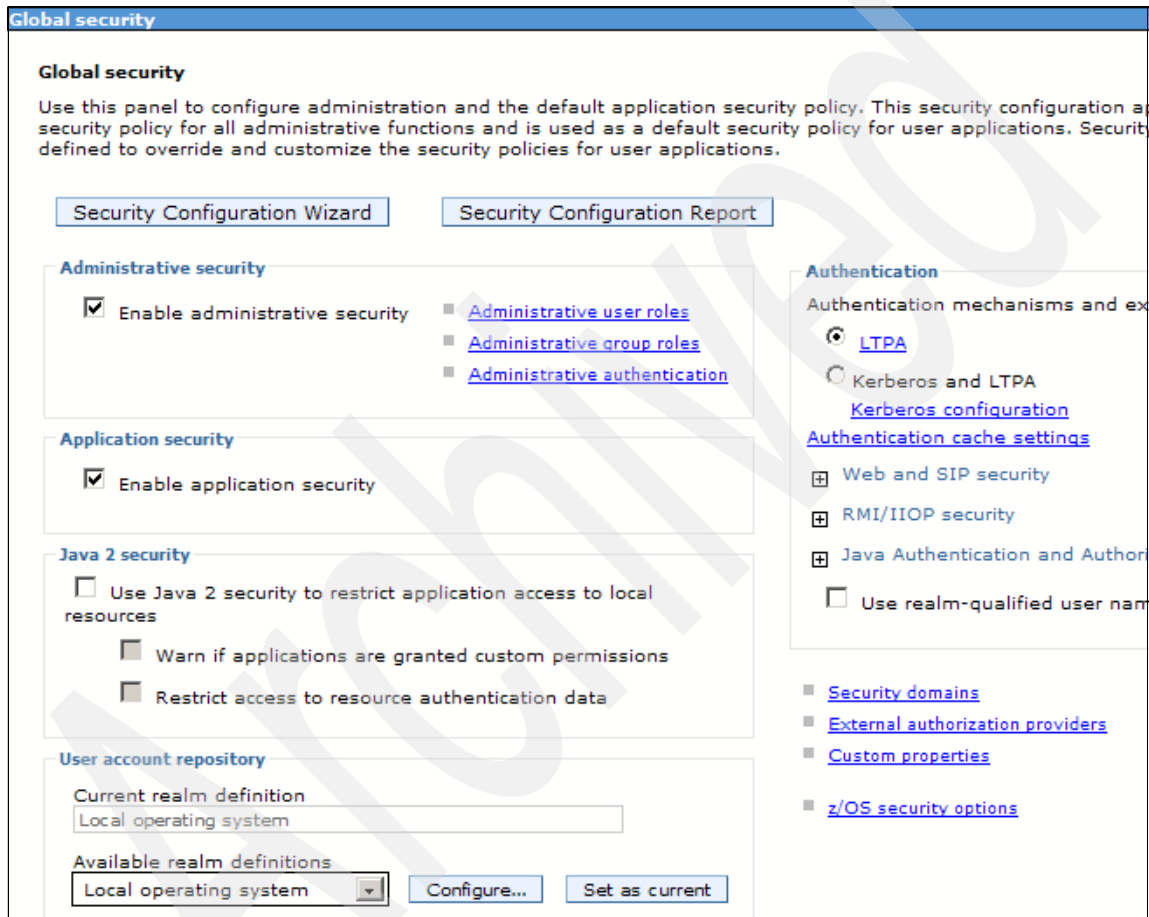 Global security
Global security
Use this panel to configure administration and the default application security policy. This security configuration ap
security policy for all administrative functions and is used as a default security policy for user applications. Security
defined to override and customize the security policies for user applications.
Security Configuration Wizard
Security Configuration Report
Administrative security
Enable administrative security
Administrative user roles
Administrative group roles
Administrative authentication
Application security
Enable application security
Java 2 security
Use Java 2 security to restrict application access to local
resources
Warn if applications are granted custom permissions
Restrict access to resource authentication data
User account repository
Current realm definition
Local operating system
Available realm definitions
Local operating system
Configure...
Set as current
Authentication
Authentication mechanisms and ex
LTPA
Kerberos and LTPA
Kerberos configuration
Authentication cache settings
Web and SIP security
RMI/IIOP security
Java Authentication and Authori
Use realm-qualified user nam
Security domains
External authorization providers
Custom properties
z/OS security options
Archived